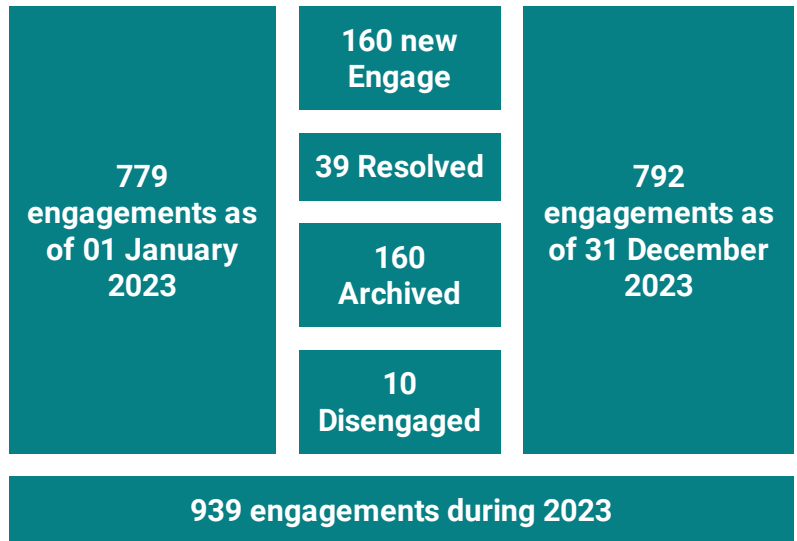 779
engagements as
of 01 January
2023
160 new
Engage
39 Resolved
160
Archived
10
Disengaged
792
engagements as
of 31 December
2023
939 engagements during 2023